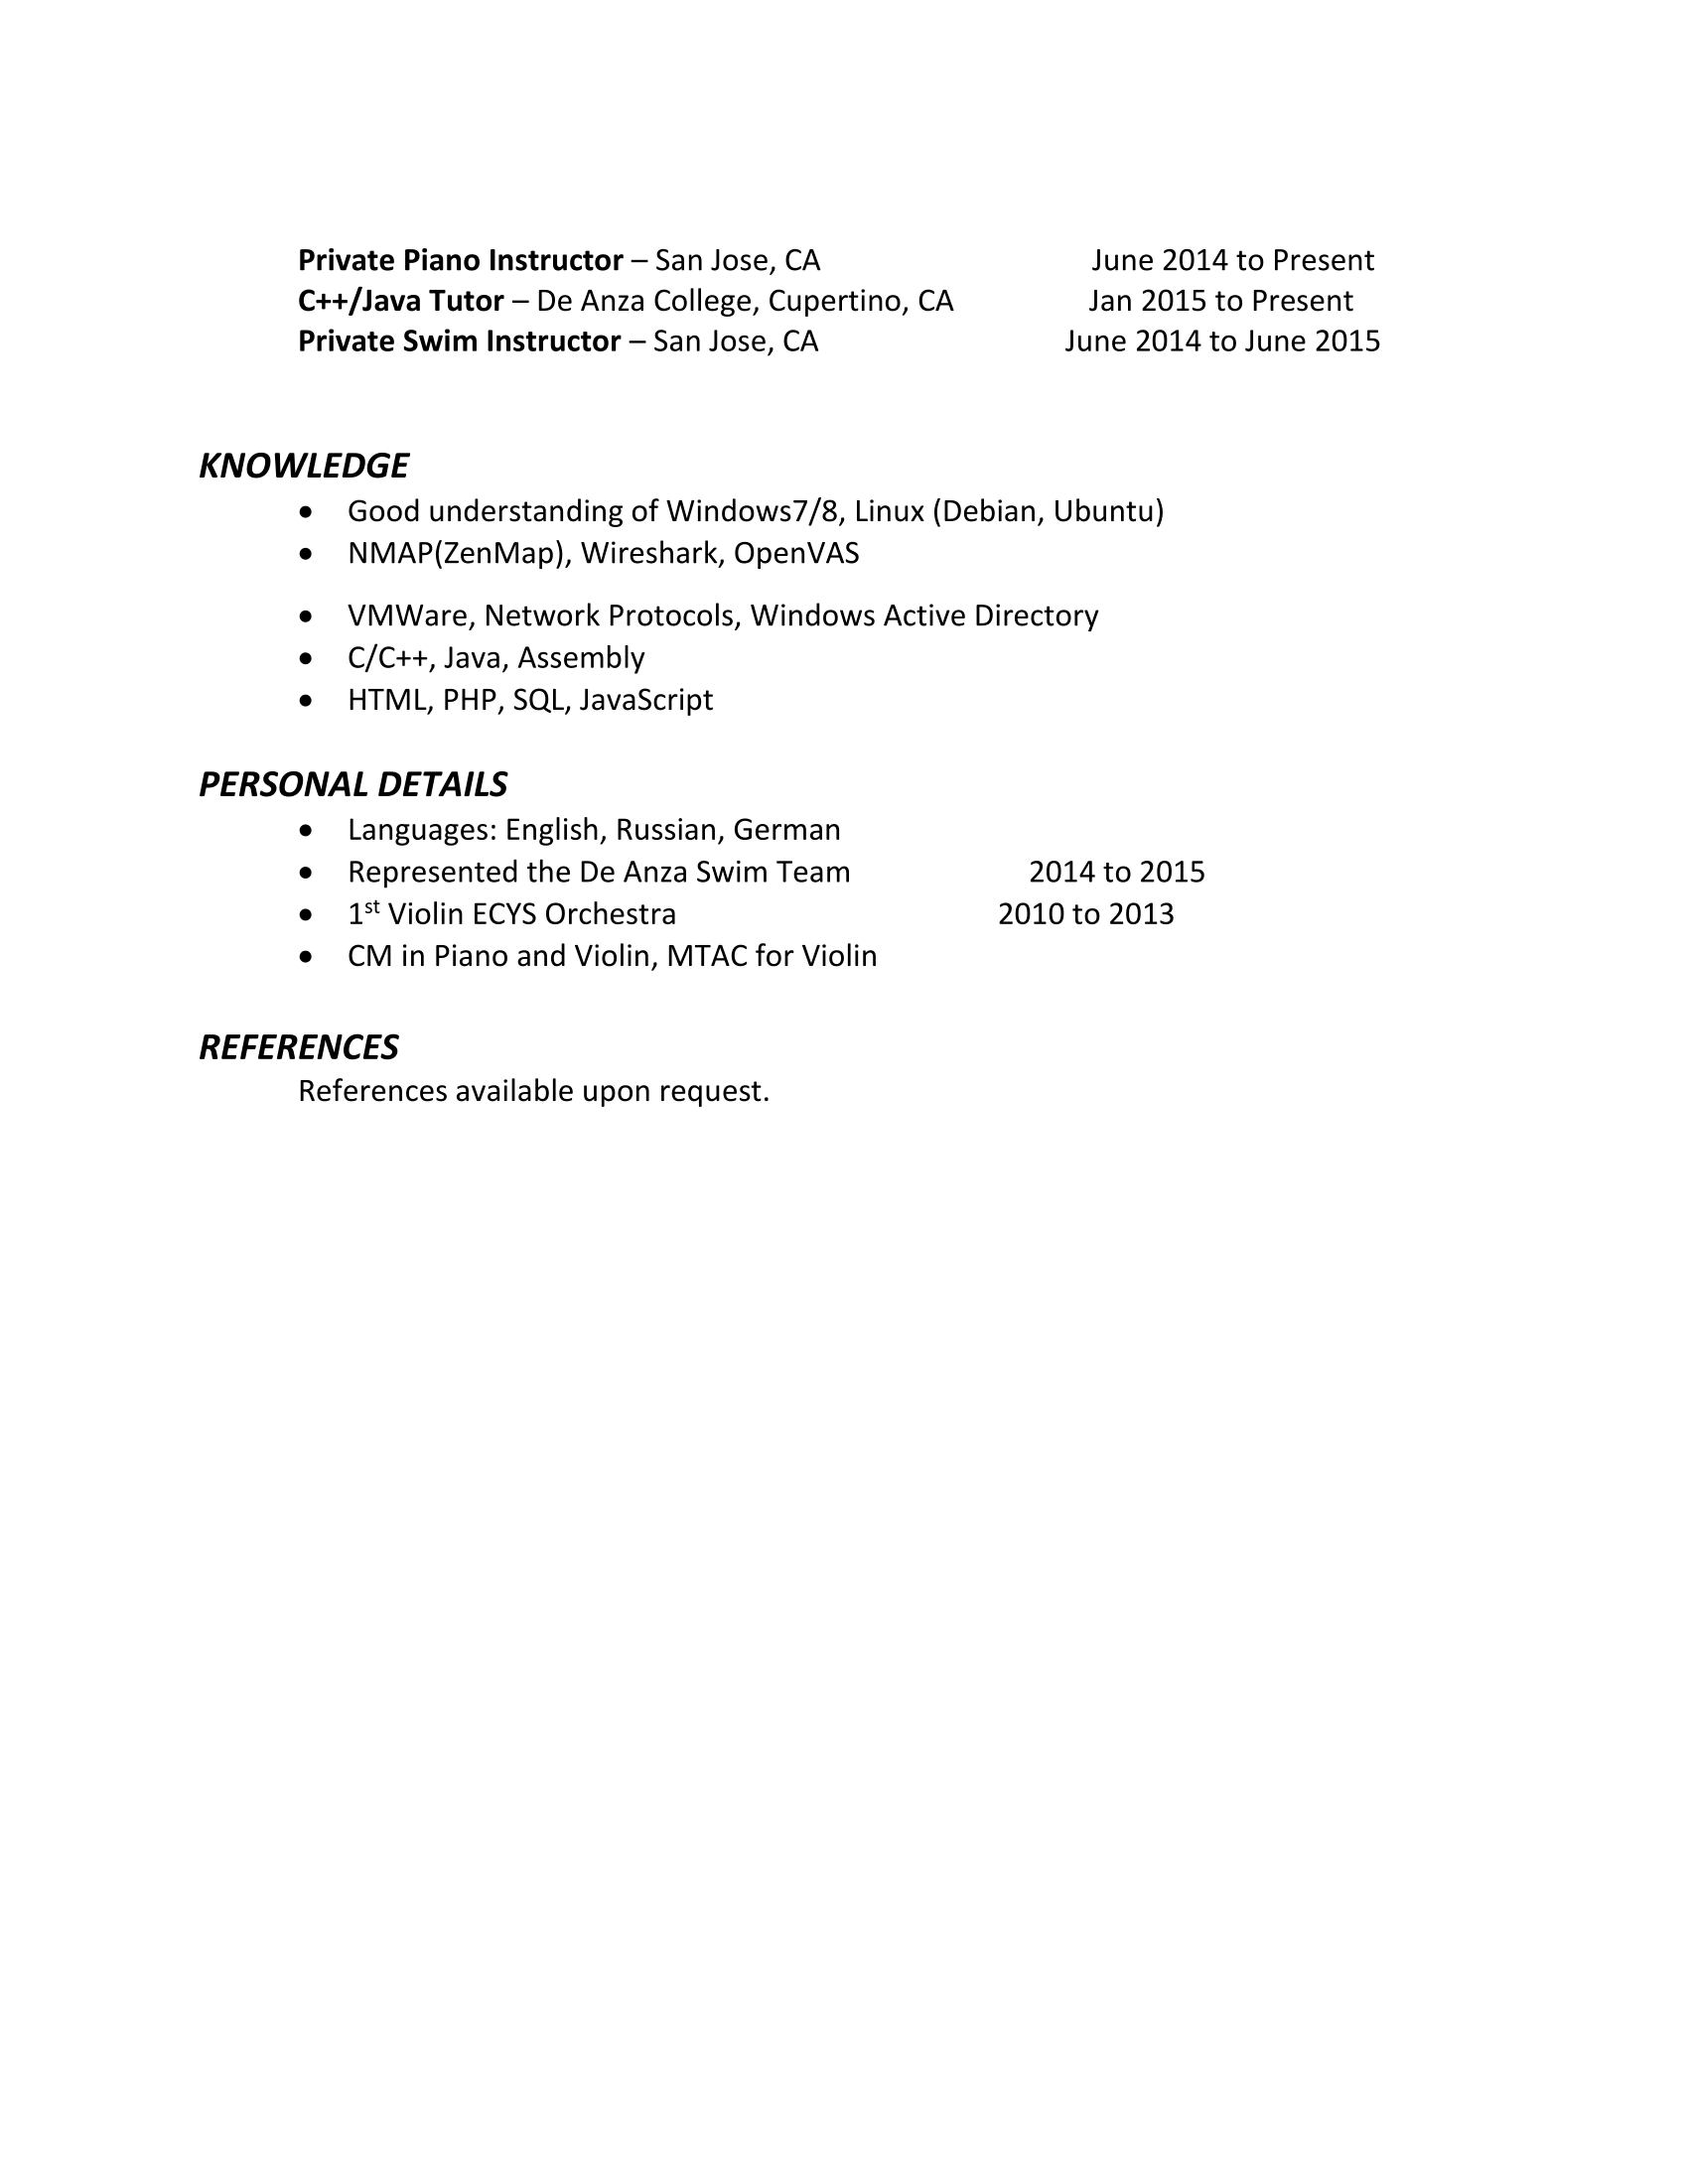 Private Piano Instructor – San Jose, CA June 2014 to Present
C++/Java Tutor – De Anza College, Cupertino, CA Jan 2015 to Present
Private Swim Instructor – San Jose, CA June 2014 to June 2015
KNOWLEDGE
• Good understanding of Windows7/8, Linux (Debian, Ubuntu)
• NMAP(ZenMap), Wireshark, OpenVAS
• VMWare, Network Protocols, Windows Active Directory
• C/C++, Java, Assembly
• HTML, PHP, SQL, JavaScript
PERSONAL DETAILS
• Languages: English, Russian, German
• Represented the De Anza Swim Team 2014 to 2015
• 1st Violin ECYS Orchestra 2010 to 2013
• CM in Piano and Violin, MTAC for Violin
REFERENCES
References available upon request.